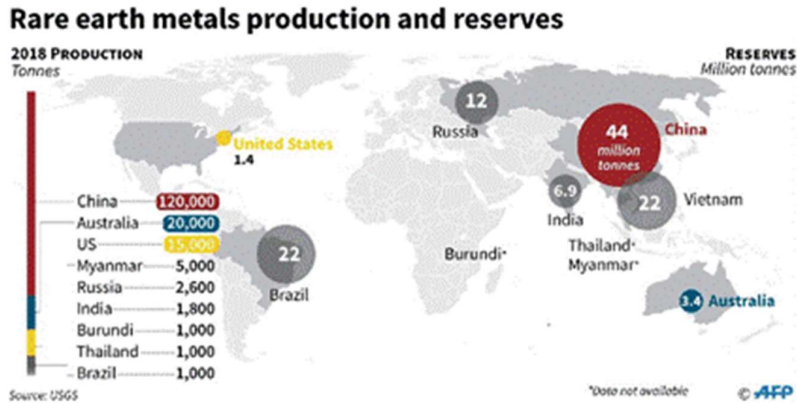 Rare earth metals production and reserves
2018 PRODUCTION
Tonnes
RESERVES
Million tonnes
12
Russia
44
million
tonnes
China
United States
1.4
6.9
India
22
Vietnam
China 120,000
Australia 20,000
US 15,000
Myanmar 5,000
Russia 2,600
India 1,800
Burundi 1,000
Thailand 1,000
Brazil 1,000
22
Brazil
Burundi*
Thailand*
Myanmar*
3.4 Australia
Source: USGS
*Data not available
© AFP